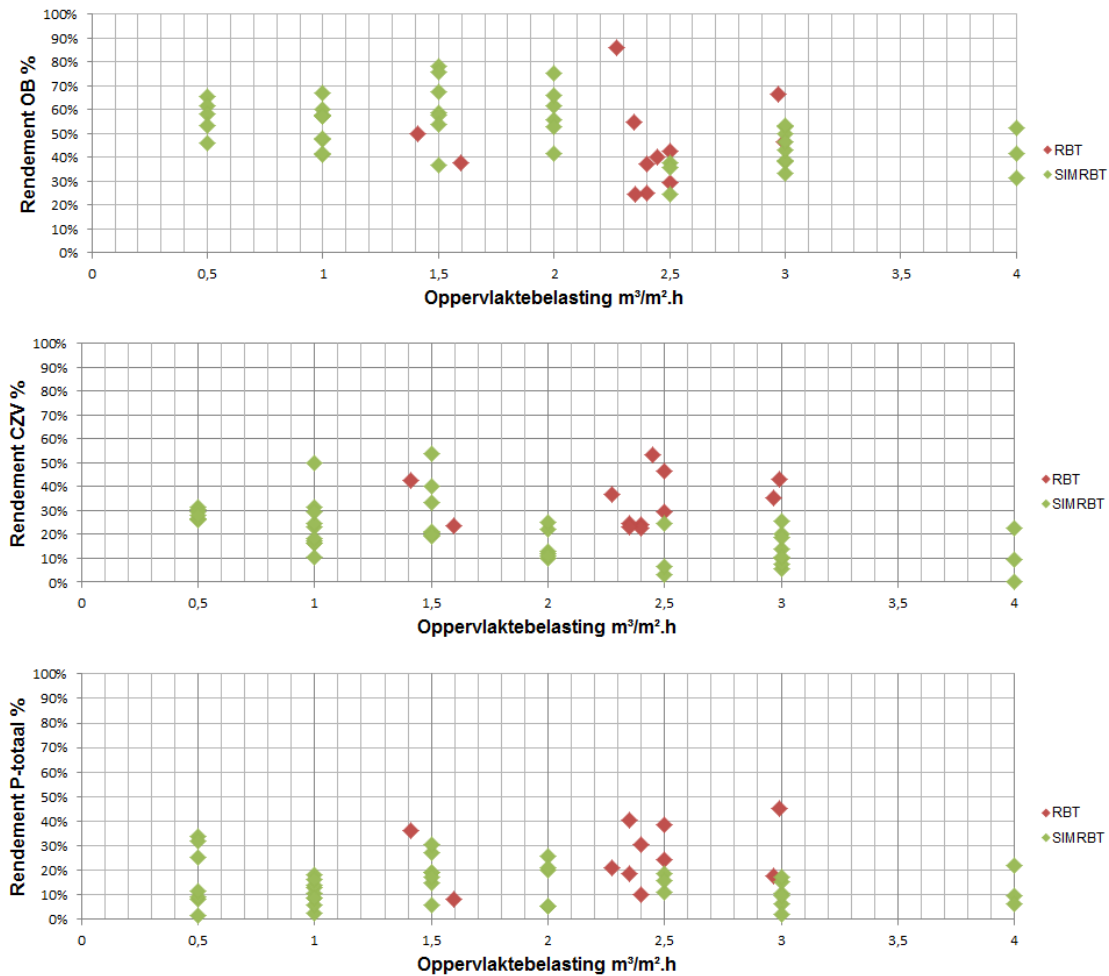 Rendement OB %
100%
90%
80%
70%
60%
50%
40%
30%
20%
10%
0%
0 0,5 1 1,5 2 2,5 3 3,5 4
Oppervlaktebelasting m³/m².h
RBT
SIMRBT
Rendement CZV %
100%
90%
80%
70%
60%
50%
40%
30%
20%
10%
0%
0 0,5 1 1,5 2 2,5 3 3,5 4
Oppervlaktebelasting m³/m².h
RBT
SIMRBT
Rendement P-totaal %
100%
90%
80%
70%
60%
50%
40%
30%
20%
10%
0%
0 0,5 1 1,5 2 2,5 3 3,5 4
Oppervlaktebelasting m³/m².h
RBT
SIMRBT